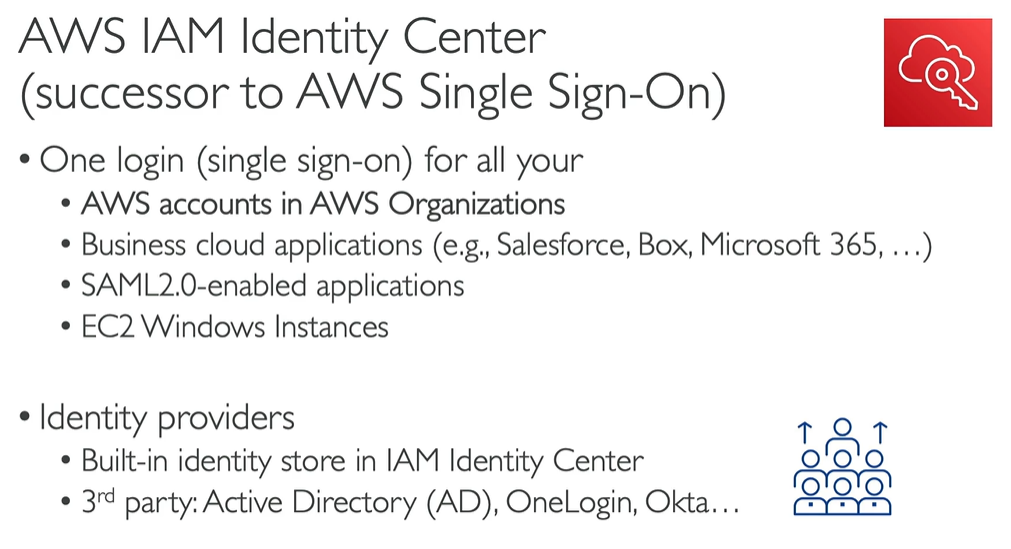 AWS IAM Identity Center
(successor to AWS Single Sign-On)
• One login (single sign-on) for all your
• AWS accounts in AWS Organizations
• Business cloud applications (e.g., Salesforce, Box, Microsoft 365, …)
• SAML2.0-enabled applications
• EC2 Windows Instances
• Identity providers
• Built-in identity store in IAM Identity Center
• 3rd party: Active Directory (AD), OneLogin, Okta…